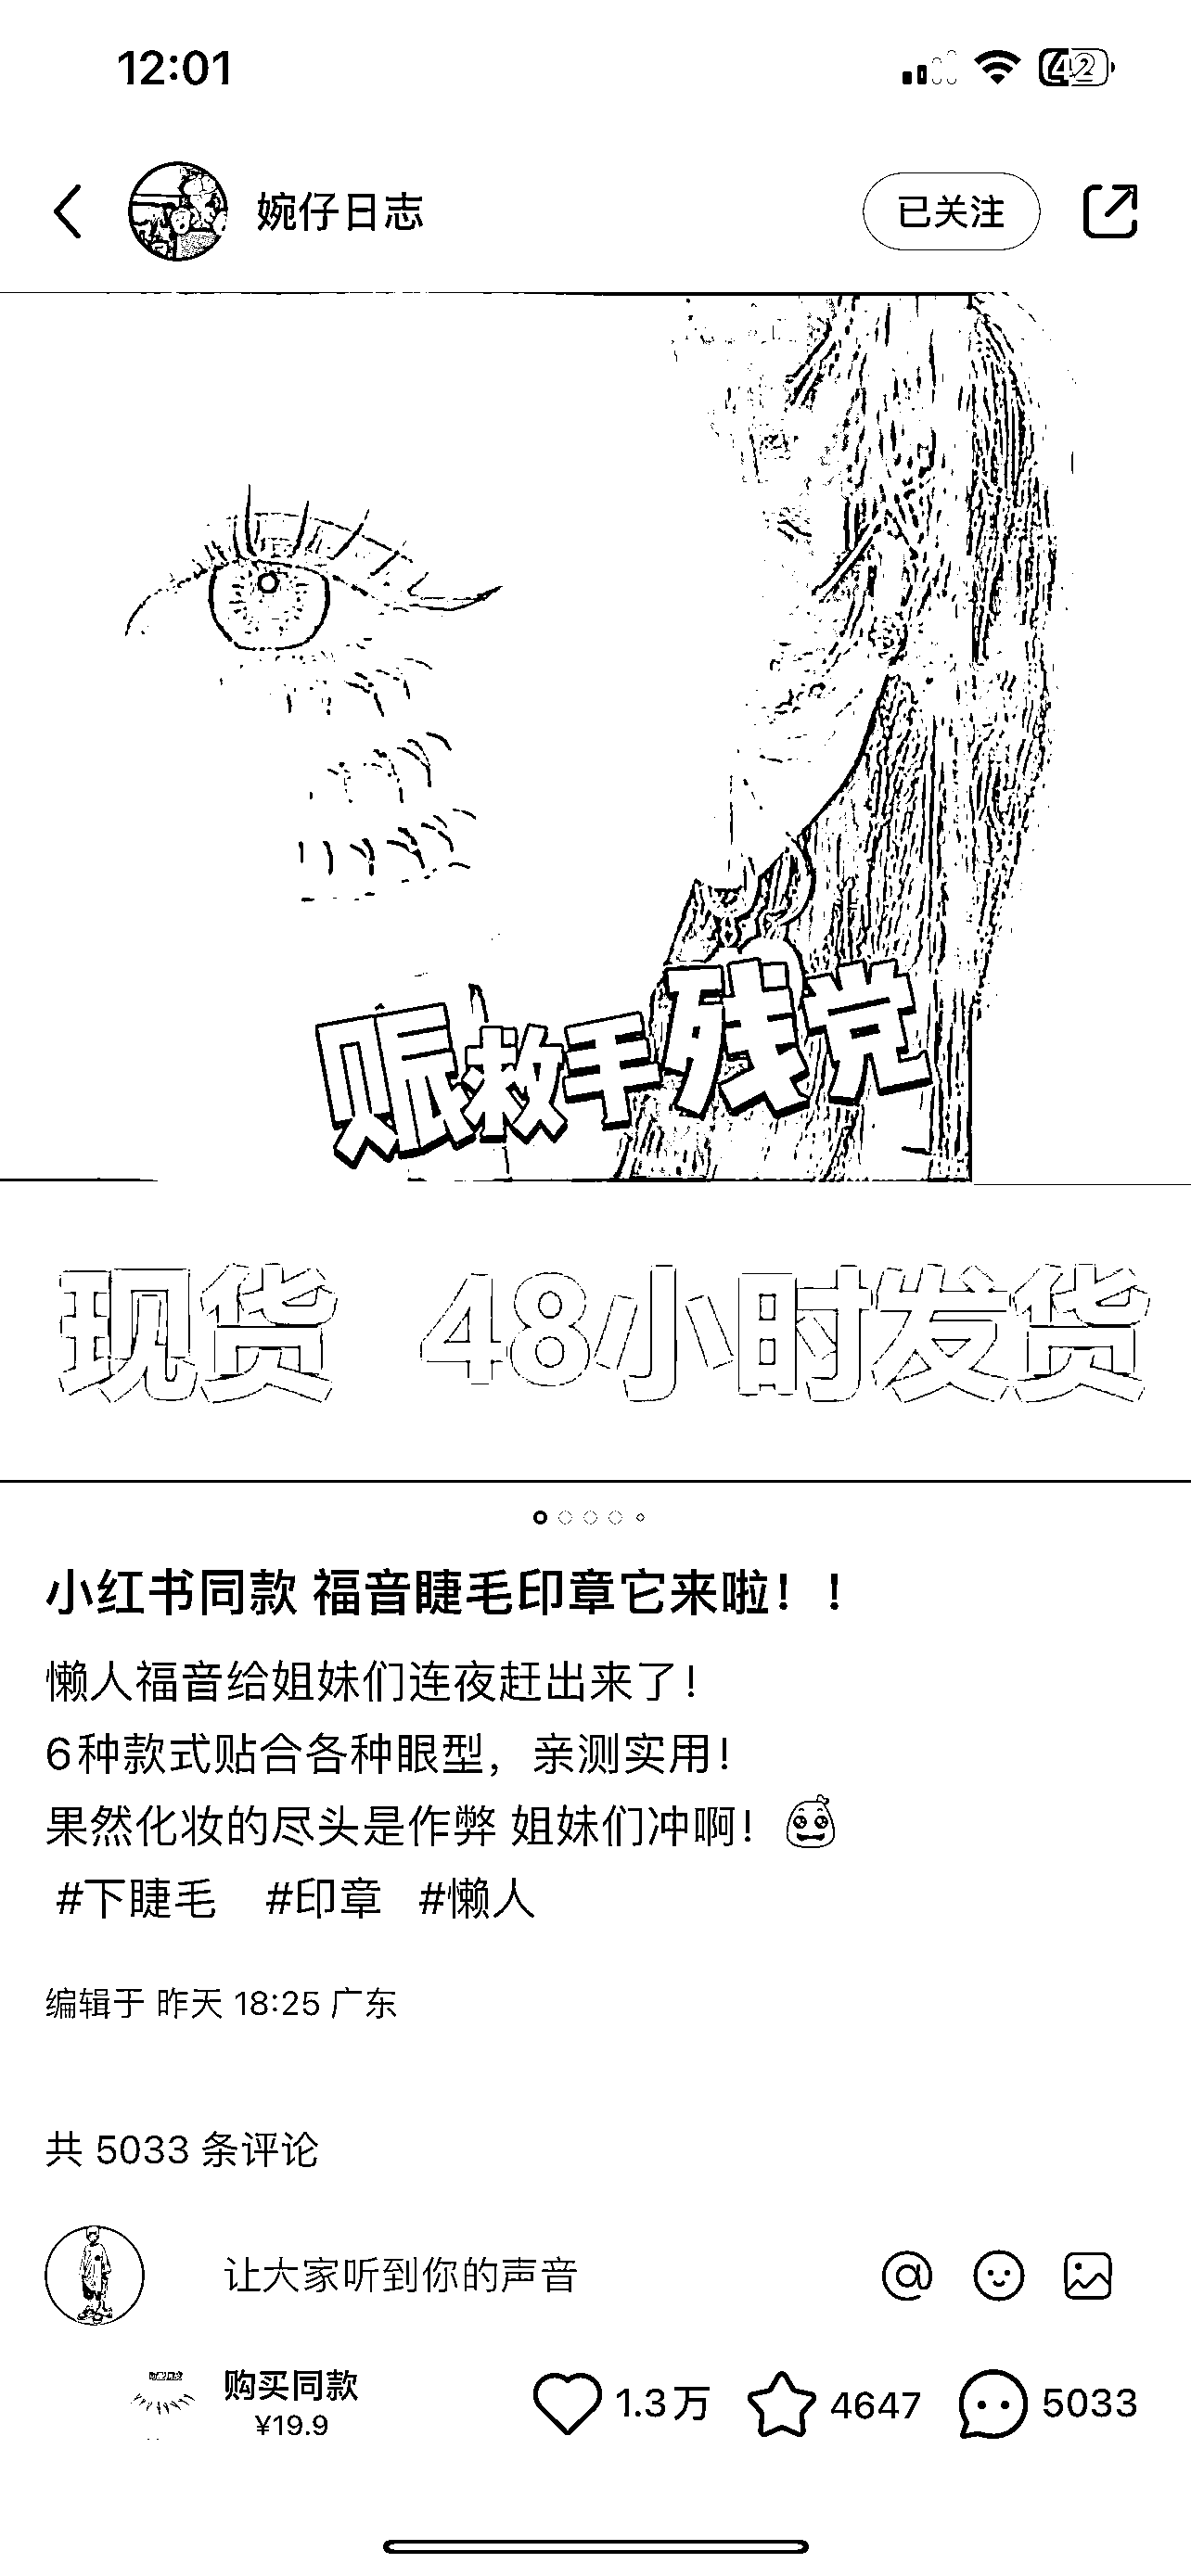 12:01
42
婉仔日志
已关注
赈救手残党
现货 48小时发货
小红书同款 福音睫毛印章它来啦！！
懒人福音给姐妹们连夜赶出来了！
6种款式贴合各种眼型，亲测实用！
果然化妆的尽头是作弊 姐妹们冲啊！
#下睫毛 #印章 #懒人
编辑于 昨天 18:25 广东
共 5033 条评论
让大家听到你的声音
购买同款
¥19.9
1.3万
4647
5033